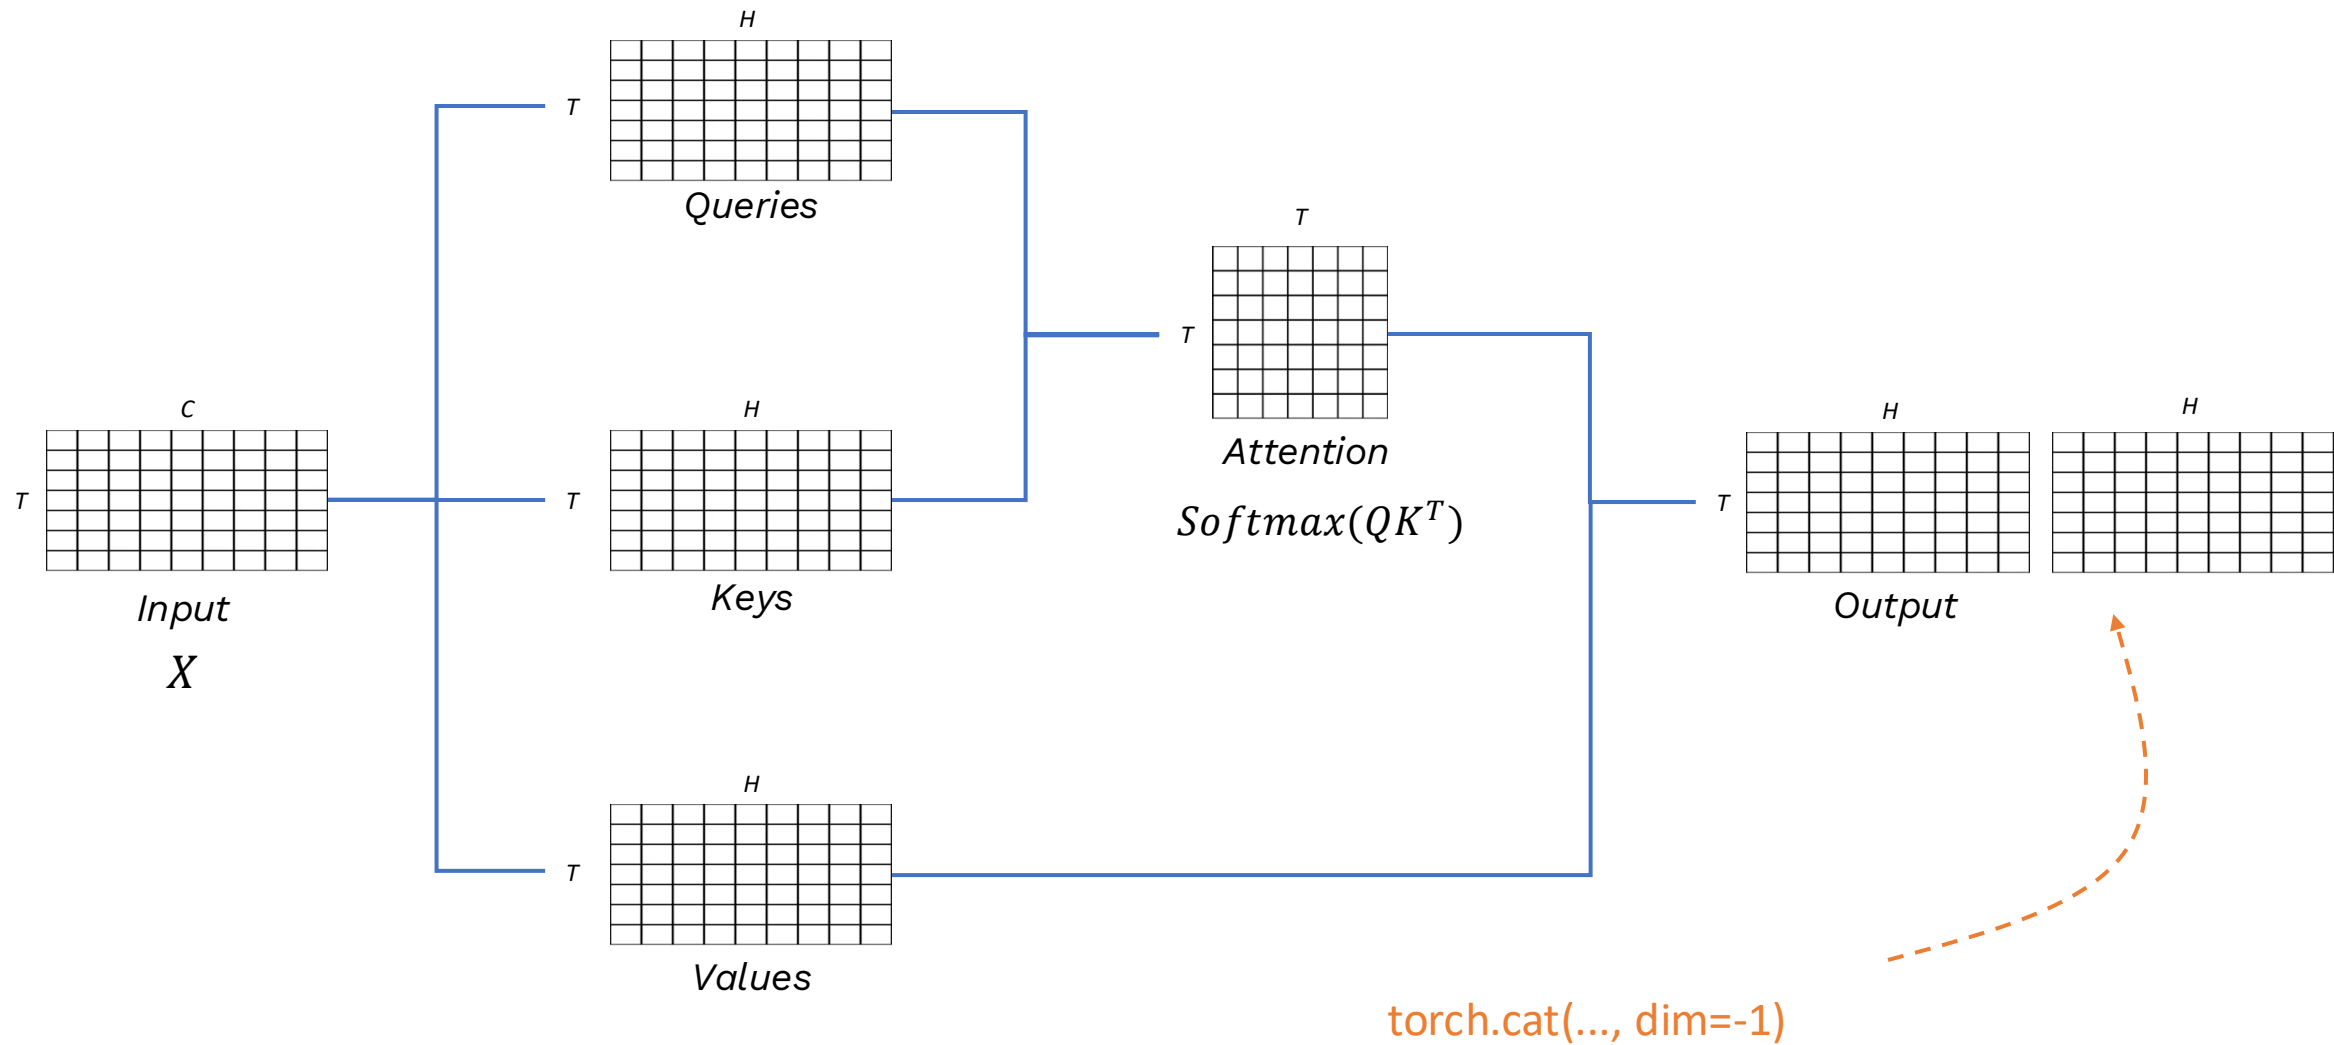 H
T
Queries
T
T
Attention
Softmax(QK^T)
C
T
Input
X
H
T
Keys
H
T
Values
H
H
T
Output
torch.cat(..., dim=-1)